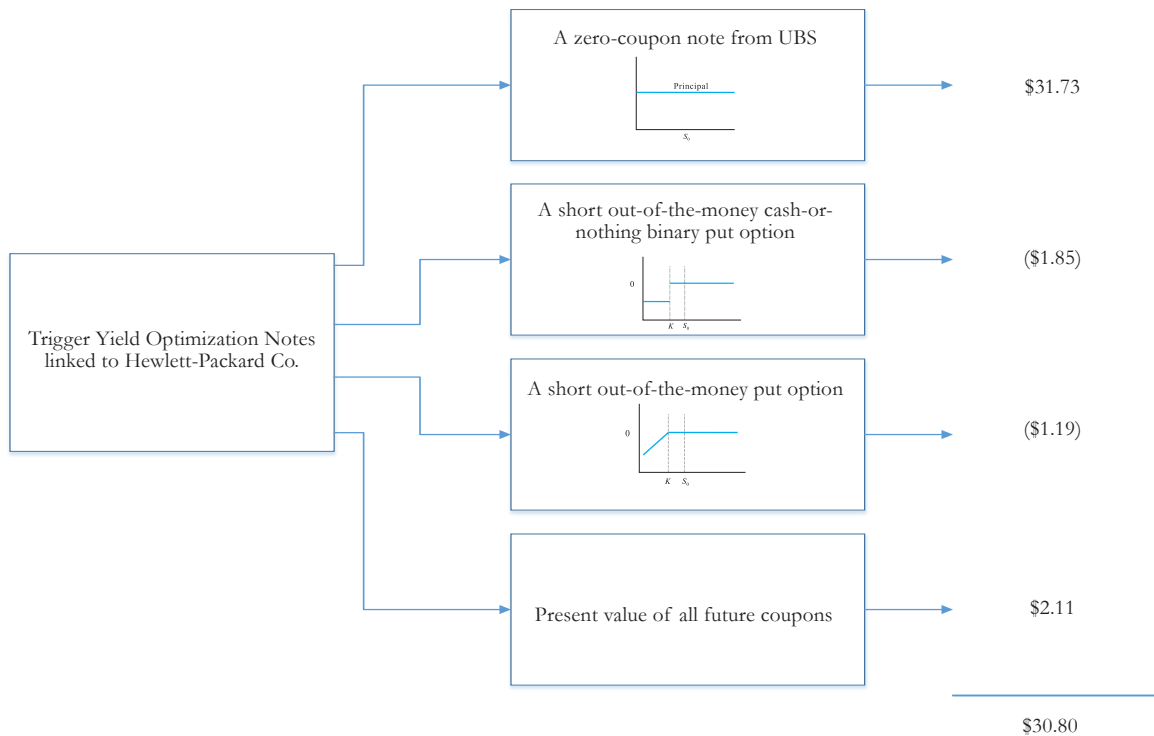 A zero-coupon note from UBS
Principal
S₀
$31.73
A short out-of-the-money cash-or-
nothing binary put option
0
K S₀
($1.85)
Trigger Yield Optimization Notes
linked to Hewlett-Packard Co.
A short out-of-the-money put option
0
K S₀
($1.19)
Present value of all future coupons
$2.11
$30.80